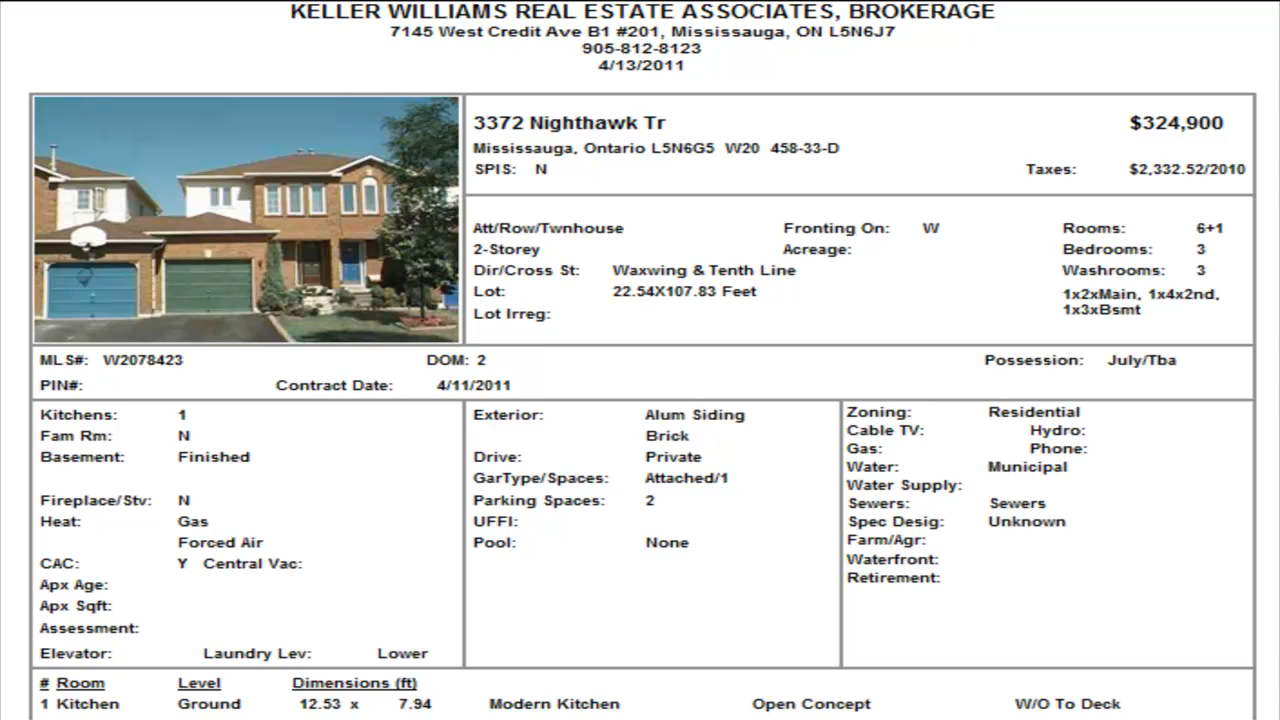 KELLER WILLIAMS REAL ESTATE ASSOCIATES, BROKERAGE
7145 West Credit Ave B1 #201, Mississauga, ON L5N6J7
905-812-8123
4/13/2011
3372 Nighthawk Tr $324,900
Mississauga, Ontario L5N6G5 W20 458-33-D
SPIS: N Taxes: $2,332.52/2010
Att/Row/Twnhouse Fronting On: W Rooms: 6+1
2-Storey Acreage: Bedrooms: 3
Dir/Cross St: Waxwing & Tenth Line Washrooms: 3
Lot: 22.54X107.83 Feet 1x2xMain, 1x4x2nd,
Lot Irreg: 1x3xBsmt
MLS#: W2078423 DOM: 2 Possession: July/Tba
PIN#: Contract Date: 4/11/2011
Kitchens: 1
Fam Rm: N
Basement: Finished
Fireplace/Stv: N
Heat: Gas
Forced Air
CAC: Y Central Vac:
Apx Age:
Apx Sqft:
Assessment:
Elevator: Laundry Lev: Lower
Exterior: Alum Siding
Brick
Drive: Private
GarType/Spaces: Attached/1
Parking Spaces: 2
UFFI:
Pool: None
Zoning: Residential
Cable TV: Hydro:
Gas: Phone:
Water: Municipal
Water Supply:
Sewers: Sewers
Spec Desig: Unknown
Farm/Agr:
Waterfront:
Retirement:
# Room Level Dimensions (ft)
1 Kitchen Ground 12.53 x 7.94 Modern Kitchen Open Concept W/O To Deck